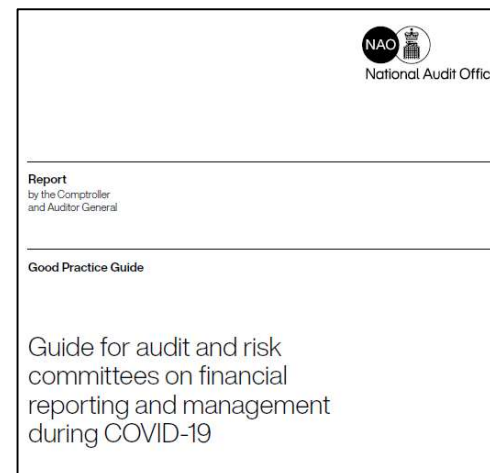 NAO
National Audit Offic
Report
by the Comptroller
and Auditor General
Good Practice Guide
Guide for audit and risk
committees on financial
reporting and management
during COVID-19